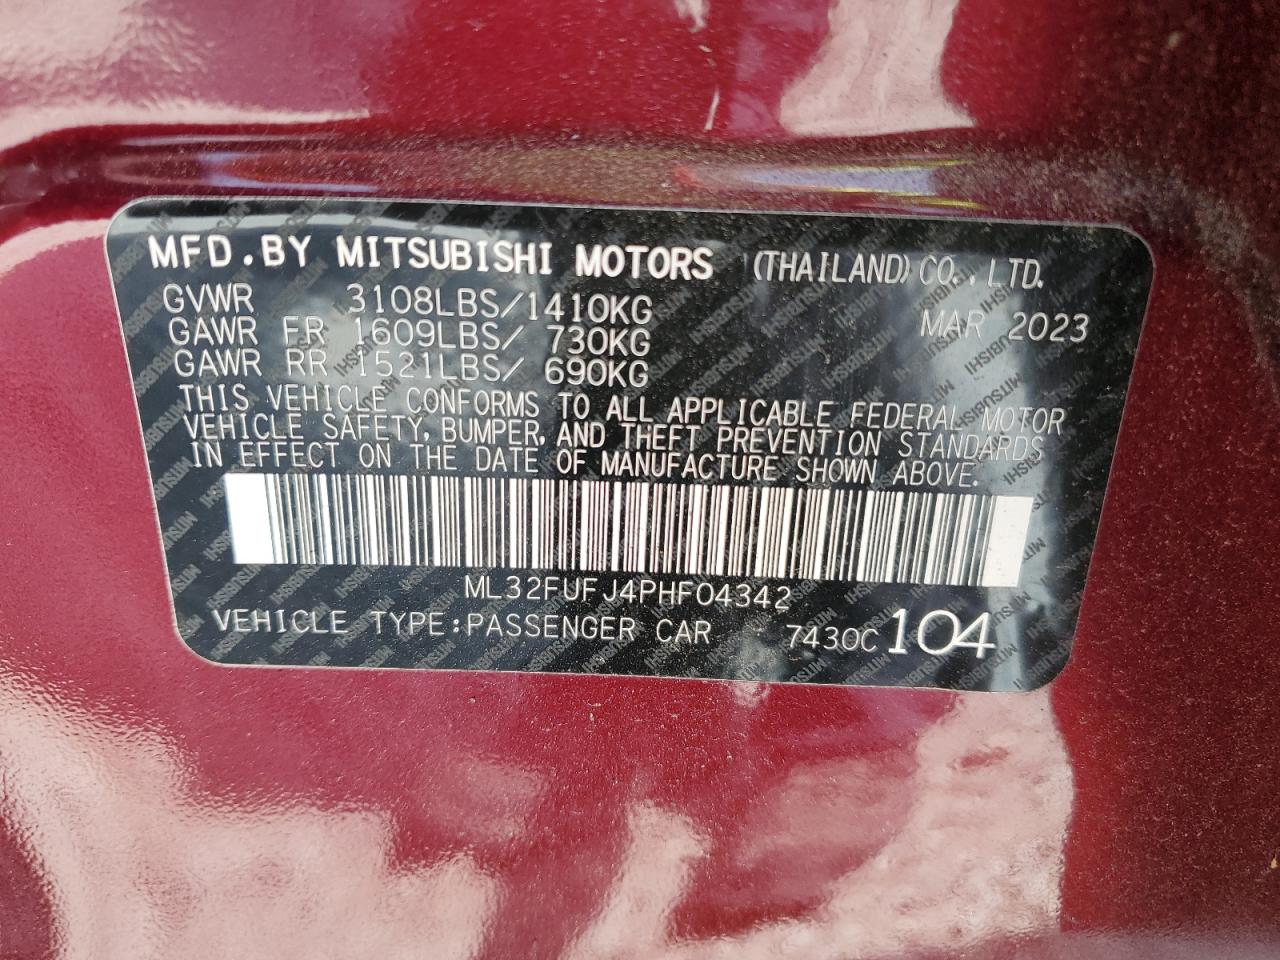 MFD.BY MITSUBISHI MOTORS (THAILAND) CO., LTD.
GVWR 3108LBS/1410KG MAR 2023
GAWR FR 1609LBS/ 730KG
GAWR RR 1521LBS/ 690KG
THIS VEHICLE CONFORMS TO ALL APPLICABLE FEDERAL MOTOR
VEHICLE SAFETY, BUMPER, AND THEFT PREVENTION STANDARDS
IN EFFECT ON THE DATE OF MANUFACTURE SHOWN ABOVE.
ML32FUFJ4PHF04342
VEHICLE TYPE:PASSENGER CAR 7430C 104